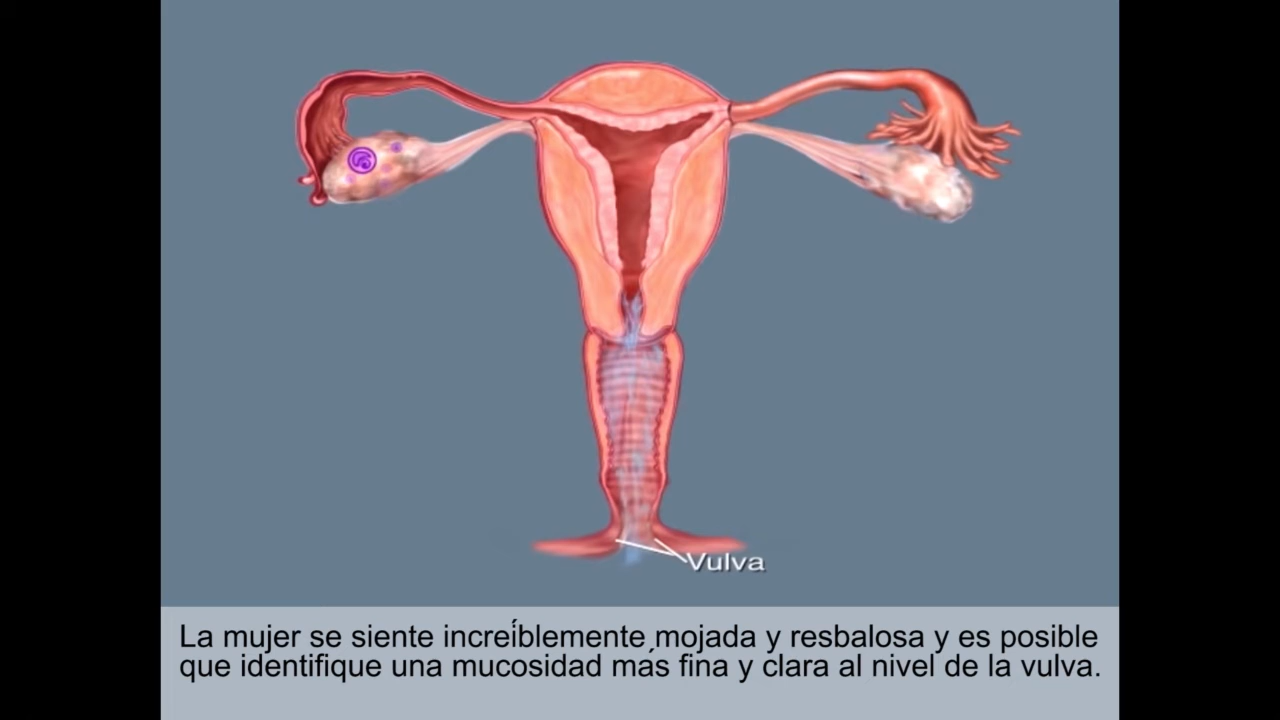 Vulva
La mujer se siente increíblemente mojada y resbalosa y es posible
que identifique una mucosidad más fina y clara al nivel de la vulva.